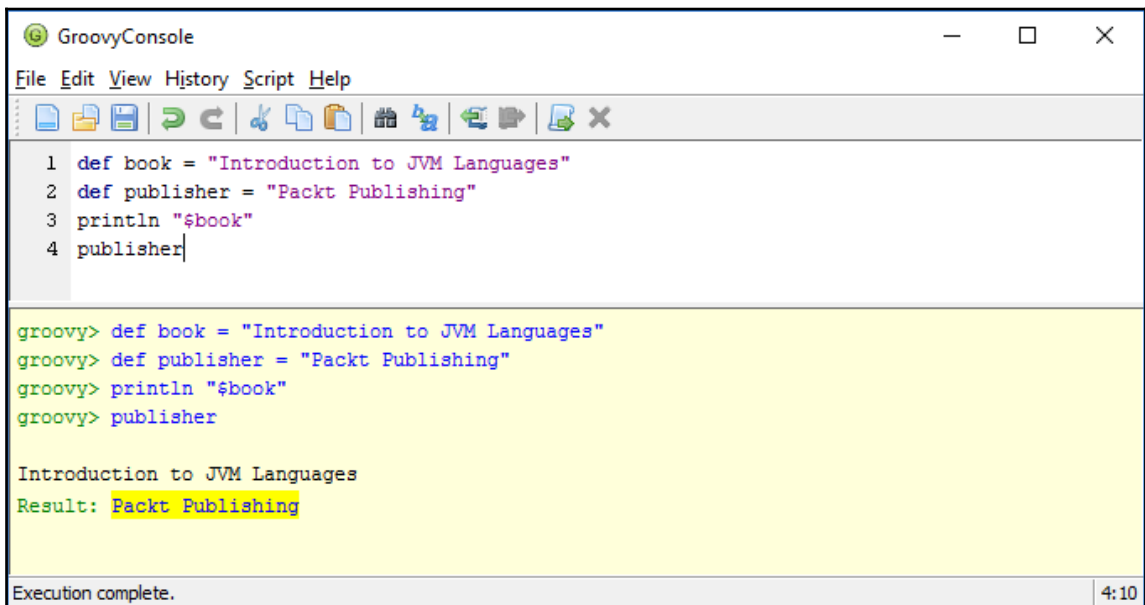 GroovyConsole
File Edit View History Script Help
1 def book = "Introduction to JVM Languages"
2 def publisher = "Packt Publishing"
3 println "$book"
4 publisher
groovy> def book = "Introduction to JVM Languages"
groovy> def publisher = "Packt Publishing"
groovy> println "$book"
groovy> publisher
Introduction to JVM Languages
Result: Packt Publishing
Execution complete. 4:10